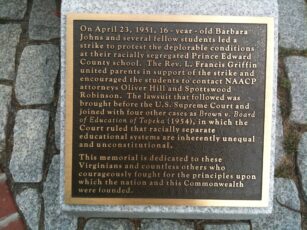 On April 23, 1951, 16 - year - old Barbara
Johns and several fellow students led a
strike to protest the deplorable conditions
at their racially segregated Prince Edward
County school. The Rev. L. Francis Griffin
united parents in support of the strike and
encouraged the students to contact NAACP
attorneys Oliver Hill and Spottswood
Robinson. The lawsuit that followed was
brought before the U.S. Supreme Court and
joined with four other cases as Brown v. Board
of Education of Topeka (1954), in which the
Court ruled that racially separate
educational systems are inherently unequal
and unconstitutional.
This memorial is dedicated to these
Virginians and countless others who
courageously fought for the principles upon
which the nation and this Commonwealth
were founded.